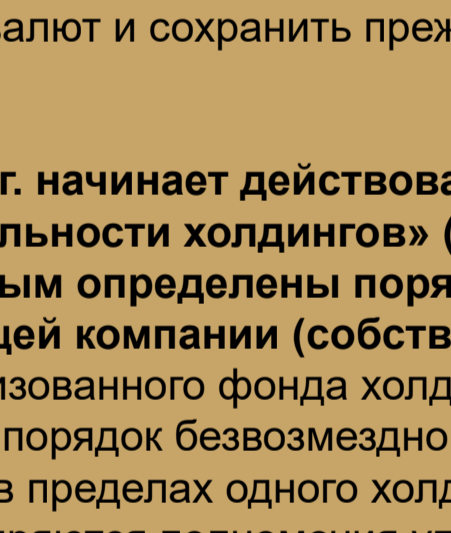 валют и сохранить преж
г. начинает действова
льности холдингов» (
ым определены поря
щей компании (собств
изованного фонда холд
порядок безвозмездно
в пределах одного холд